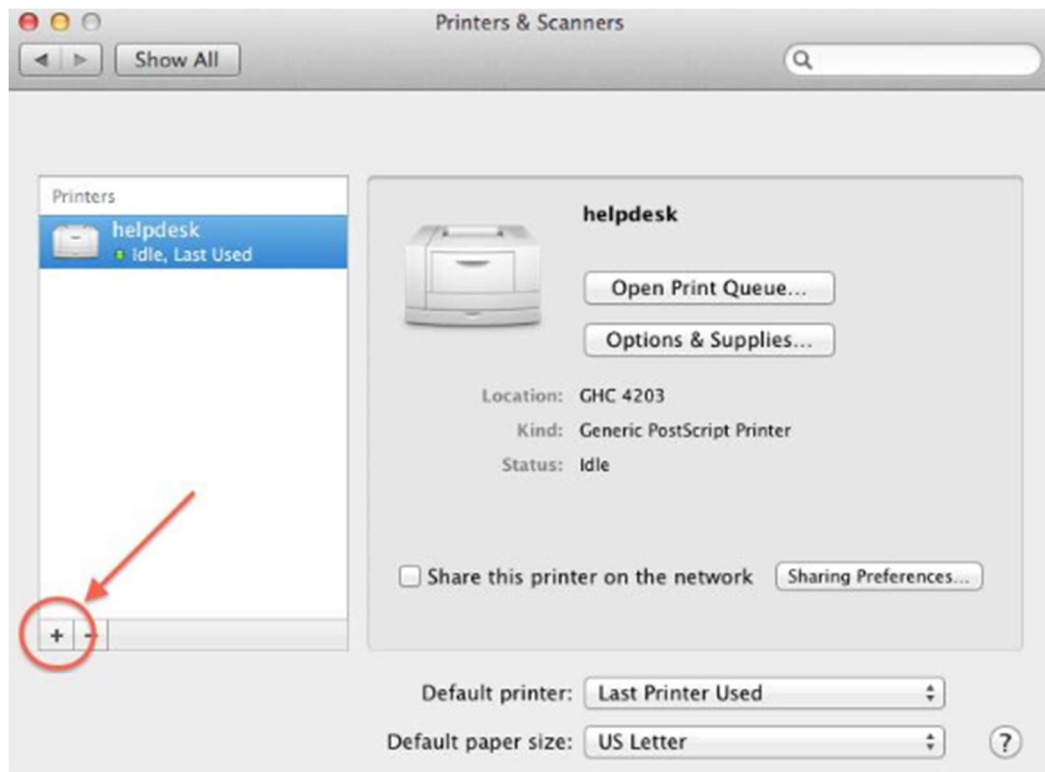 Printers & Scanners
Show All
Printers
helpdesk
Idle, Last Used
helpdesk
Open Print Queue...
Options & Supplies...
Location: GHC 4203
Kind: Generic PostScript Printer
Status: Idle
Share this printer on the network Sharing Preferences...
+ -
Default printer: Last Printer Used
Default paper size: US Letter ?